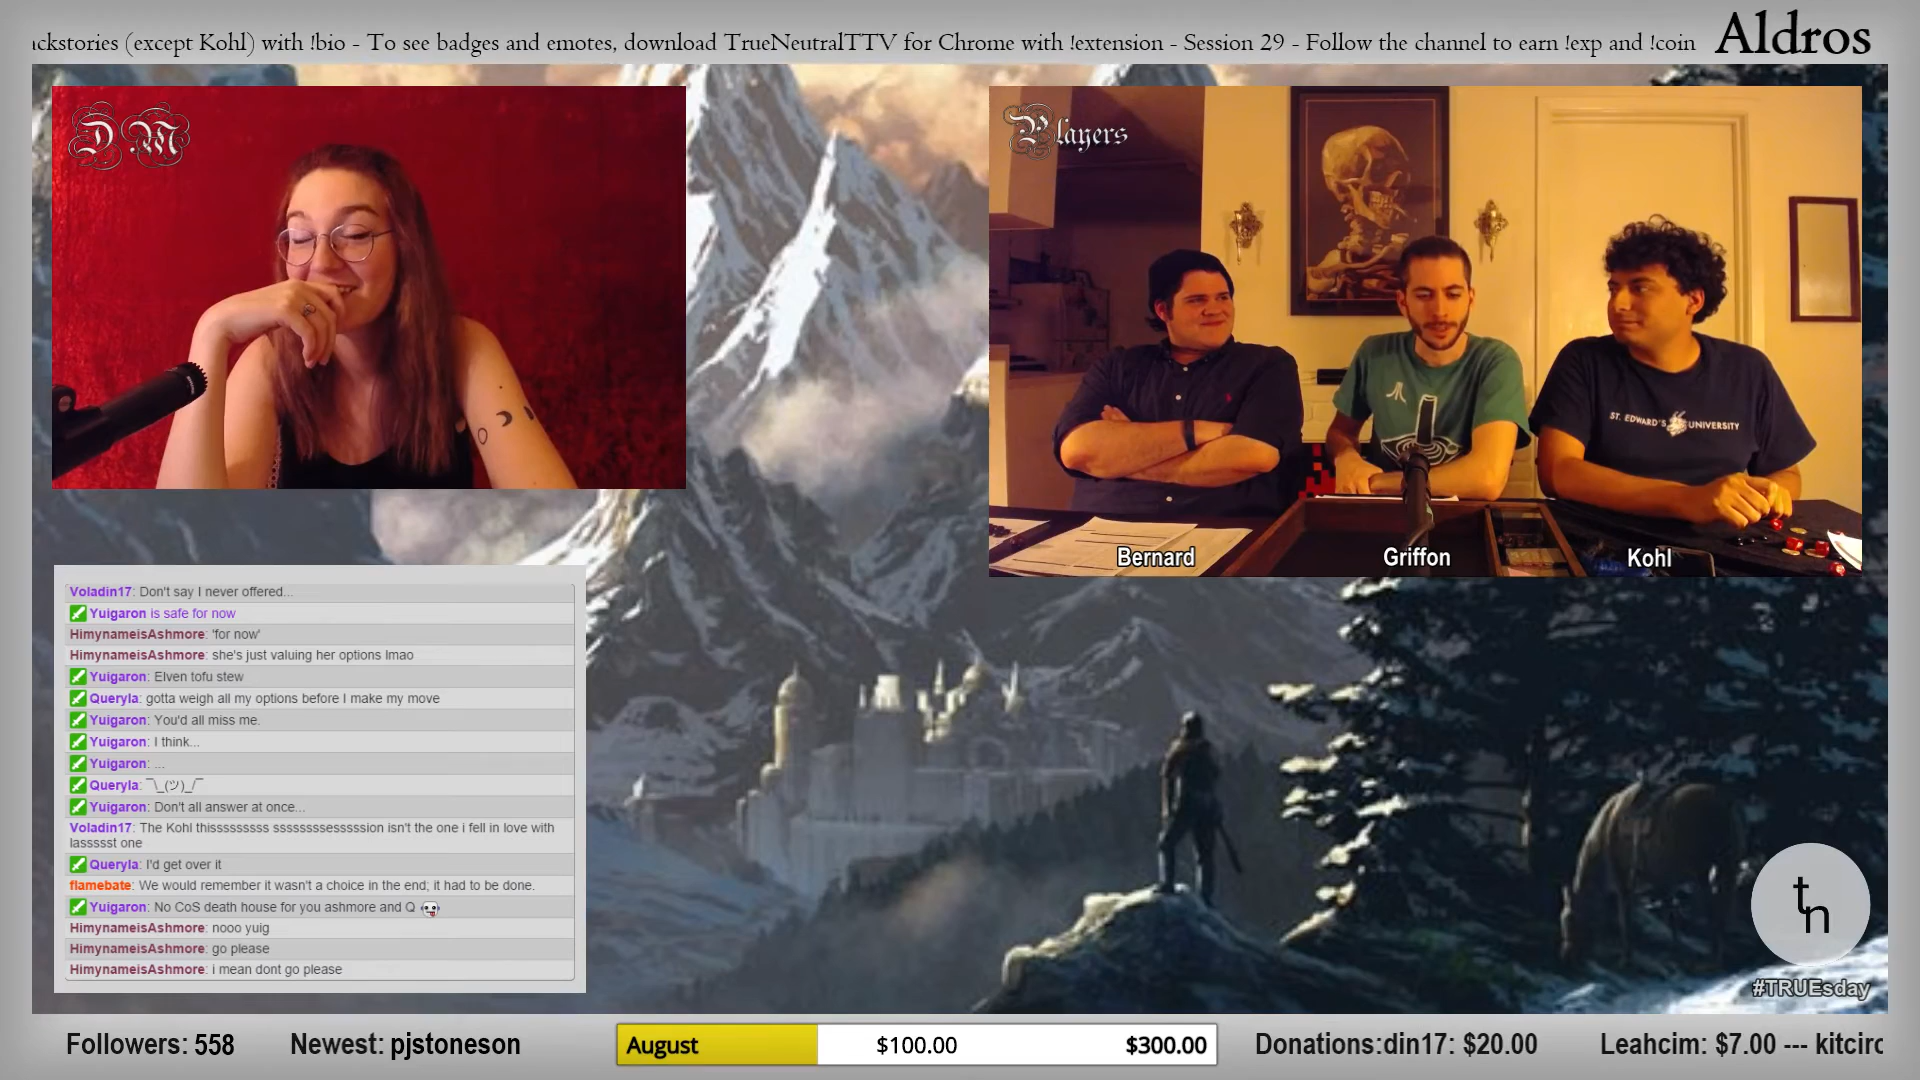 ackstories (except Kohl) with !bio - To see badges and emotes, download TrueNeutralTTV for Chrome with !extension - Session 29 - Follow the channel to earn !exp and !coin
Aldros
DM
Players
ST. EDWARD'S UNIVERSITY
Bernard
Griffon
Kohl
Voladin17: Don't say I never offered...
Yuigaron is safe for now
HimynameisAshmore: 'for now'
HimynameisAshmore: she's just valuing her options lmao
Yuigaron: Elven tofu stew
Queryla: gotta weigh all my options before I make my move
Yuigaron: You'd all miss me.
Yuigaron: I think...
Yuigaron: ...
Queryla: ¯\_(ツ)_/¯
Yuigaron: Don't all answer at once...
Voladin17: The Kohl thisssssssss sssssssessssssion isn't the one i fell in love with
lassssst one
Queryla: I'd get over it
flamebate: We would remember it wasn't a choice in the end; it had to be done.
Yuigaron: No CoS death house for you ashmore and Q
HimynameisAshmore: nooo yuig
HimynameisAshmore: go please
HimynameisAshmore: i mean dont go please
tn
#TRUEsday
Followers: 558
Newest: pjstoneson
August
$100.00
$300.00
Donations:din17: $20.00
Leahcim: $7.00 --- kitcirc